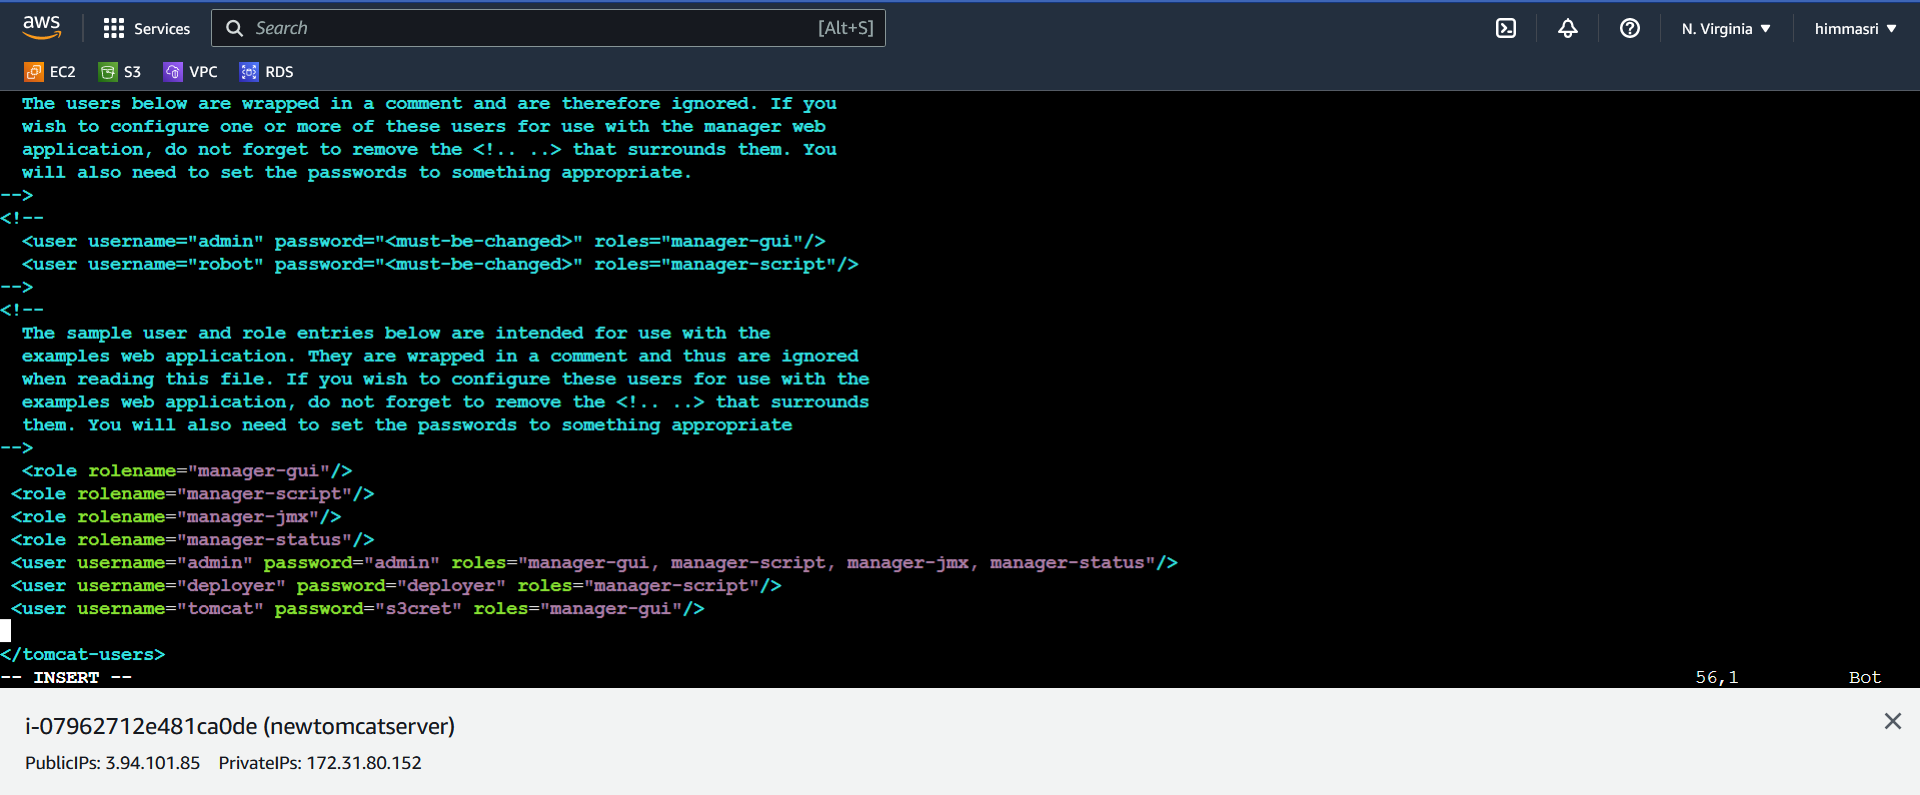 aws Services Search [Alt+S] N. Virginia himmasri
EC2 S3 VPC RDS
The users below are wrapped in a comment and are therefore ignored. If you
wish to configure one or more of these users for use with the manager web
application, do not forget to remove the <!.. ..> that surrounds them. You
will also need to set the passwords to something appropriate.
-->
<!--
<user username="admin" password="<must-be-changed>" roles="manager-gui"/>
<user username="robot" password="<must-be-changed>" roles="manager-script"/>
-->
<!--
The sample user and role entries below are intended for use with the
examples web application. They are wrapped in a comment and thus are ignored
when reading this file. If you wish to configure these users for use with the
examples web application, do not forget to remove the <!.. ..> that surrounds
them. You will also need to set the passwords to something appropriate
-->
<role rolename="manager-gui"/>
<role rolename="manager-script"/>
<role rolename="manager-jmx"/>
<role rolename="manager-status"/>
<user username="admin" password="admin" roles="manager-gui, manager-script, manager-jmx, manager-status"/>
<user username="deployer" password="deployer" roles="manager-script"/>
<user username="tomcat" password="s3cret" roles="manager-gui"/>
</tomcat-users>
-- INSERT -- 56,1 Bot
i-07962712e481ca0de (newtomcatserver)
PublicIPs: 3.94.101.85 PrivateIPs: 172.31.80.152